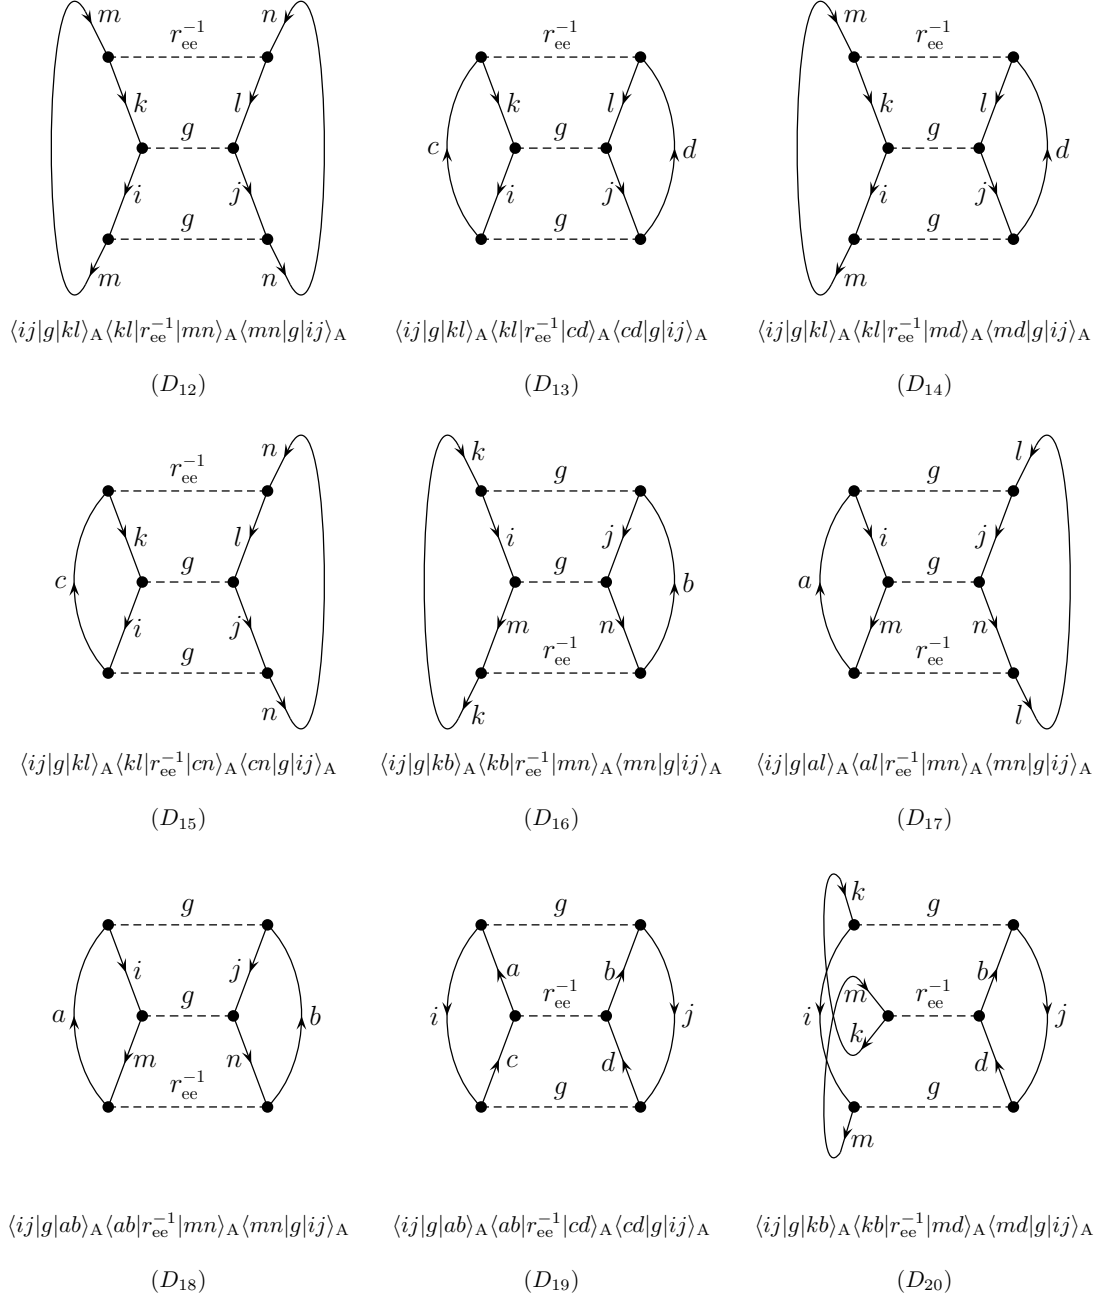 m r_ee^{-1} n r_ee^{-1} m r_ee^{-1}
k l k l k l
g c g d g d
i j i j i j
g g g
m n m
⟨ij|g|kl⟩_A⟨kl|r_ee^{-1}|mn⟩_A⟨mn|g|ij⟩_A ⟨ij|g|kl⟩_A⟨kl|r_ee^{-1}|cd⟩_A⟨cd|g|ij⟩_A ⟨ij|g|kl⟩_A⟨kl|r_ee^{-1}|md⟩_A⟨md|g|ij⟩_A
(D_12) (D_13) (D_14)
r_ee^{-1} n k g g l
k l i j i j
c g g b a g
i j m n m n
g r_ee^{-1} r_ee^{-1}
n k l
⟨ij|g|kl⟩_A⟨kl|r_ee^{-1}|cn⟩_A⟨cn|g|ij⟩_A ⟨ij|g|kb⟩_A⟨kb|r_ee^{-1}|mn⟩_A⟨mn|g|ij⟩_A ⟨ij|g|al⟩_A⟨al|r_ee^{-1}|mn⟩_A⟨mn|g|ij⟩_A
(D_15) (D_16) (D_17)
g g k g
i j a b b
a g b i r_ee^{-1} j i m k r_ee^{-1} j
m n c d d
r_ee^{-1} g g
m
⟨ij|g|ab⟩_A⟨ab|r_ee^{-1}|mn⟩_A⟨mn|g|ij⟩_A ⟨ij|g|ab⟩_A⟨ab|r_ee^{-1}|cd⟩_A⟨cd|g|ij⟩_A ⟨ij|g|kb⟩_A⟨kb|r_ee^{-1}|md⟩_A⟨md|g|ij⟩_A
(D_18) (D_19) (D_20)